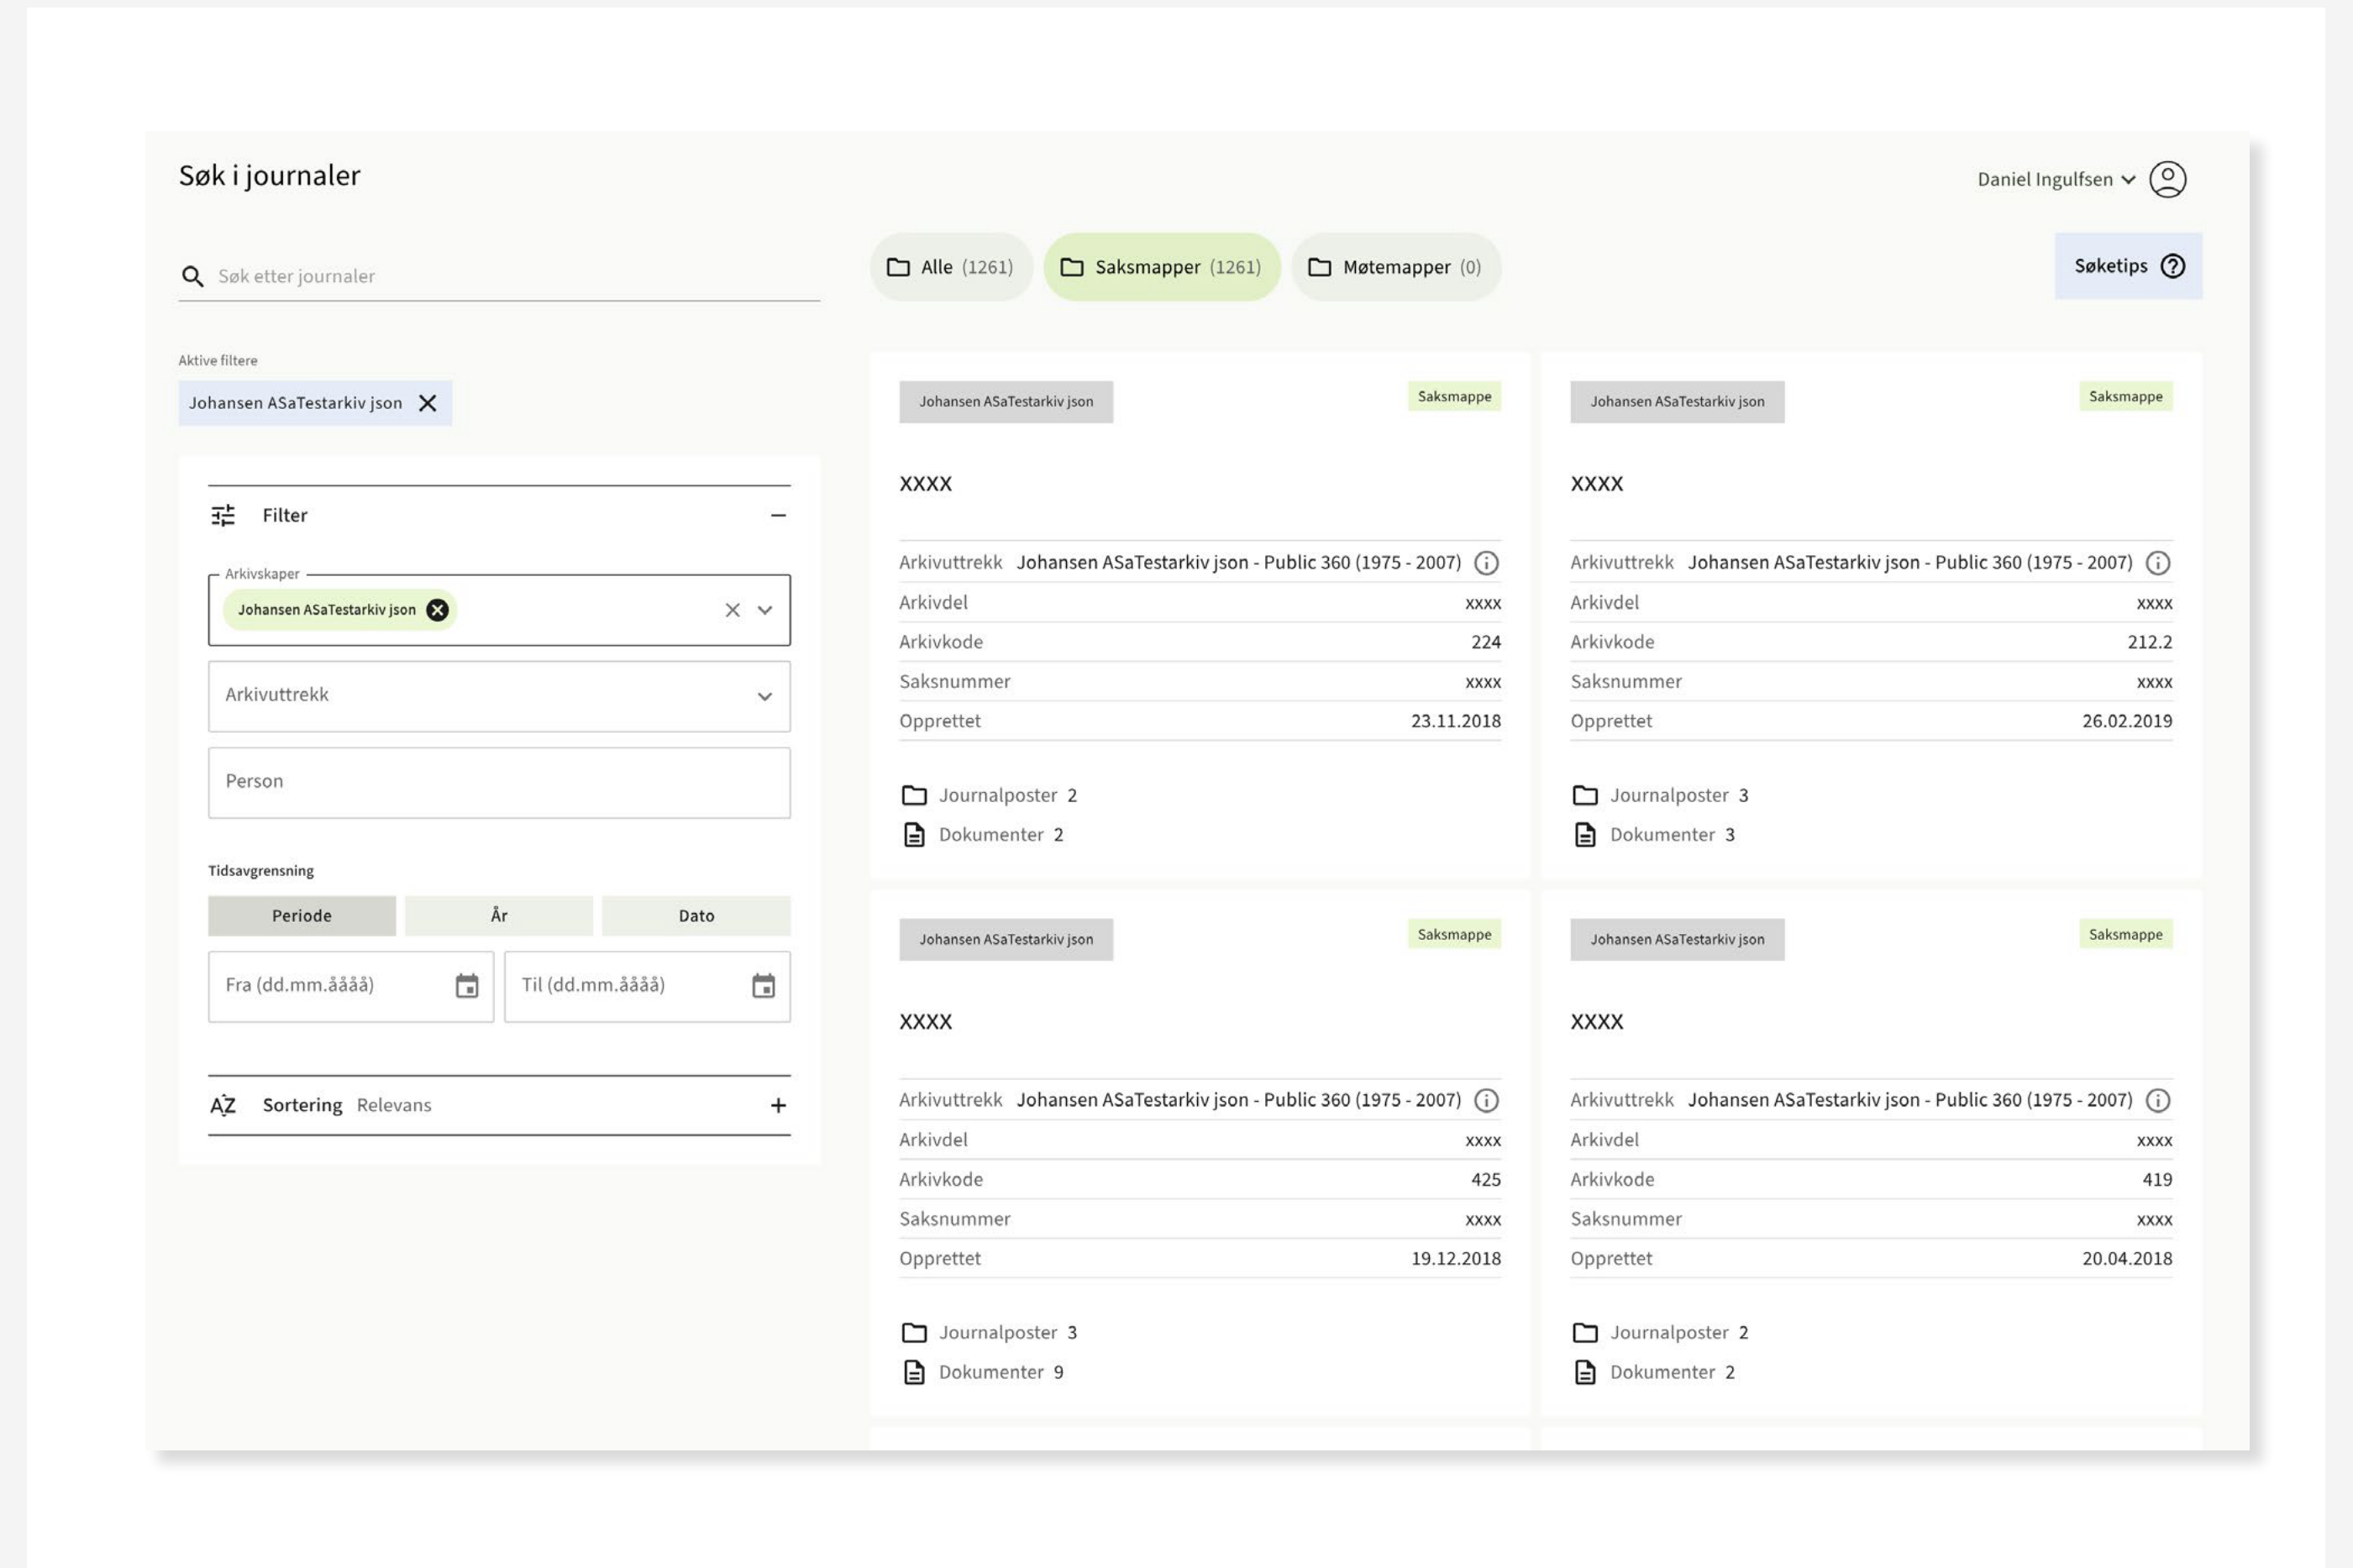 Søk i journaler
Daniel Ingulfsen
Søk etter journaler
Alle (1261)
Saksmapper (1261)
Møtemapper (0)
Søketips
Aktive filtere
Johansen ASaTestarkiv json
Filter
Arkivskaper
Johansen ASaTestarkiv json
Arkivuttrekk
Person
Tidsavgrensning
Periode
År
Dato
Fra (dd.mm.åååå)
Til (dd.mm.åååå)
AZ Sortering Relevans
Johansen ASaTestarkiv json
Saksmappe
xxxx
Arkivuttrekk Johansen ASaTestarkiv json - Public 360 (1975 - 2007)
Arkivdel xxxx
Arkivkode 224
Saksnummer xxxx
Opprettet 23.11.2018
Journalposter 2
Dokumenter 2
Johansen ASaTestarkiv json
Saksmappe
xxxx
Arkivuttrekk Johansen ASaTestarkiv json - Public 360 (1975 - 2007)
Arkivdel xxxx
Arkivkode 212.2
Saksnummer xxxx
Opprettet 26.02.2019
Journalposter 3
Dokumenter 3
Johansen ASaTestarkiv json
Saksmappe
xxxx
Arkivuttrekk Johansen ASaTestarkiv json - Public 360 (1975 - 2007)
Arkivdel xxxx
Arkivkode 425
Saksnummer xxxx
Opprettet 19.12.2018
Journalposter 3
Dokumenter 9
Johansen ASaTestarkiv json
Saksmappe
xxxx
Arkivuttrekk Johansen ASaTestarkiv json - Public 360 (1975 - 2007)
Arkivdel xxxx
Arkivkode 419
Saksnummer xxxx
Opprettet 20.04.2018
Journalposter 2
Dokumenter 2